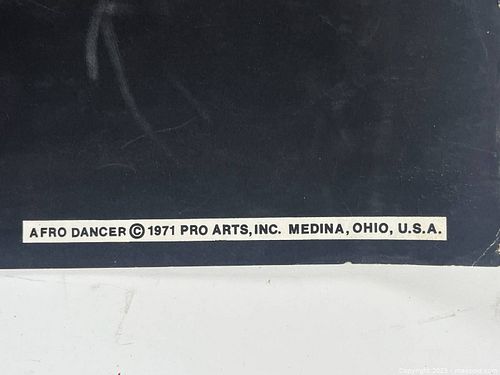 AFRO DANCER © 1971 PRO ARTS, INC. MEDINA, OHIO, U.S.A.